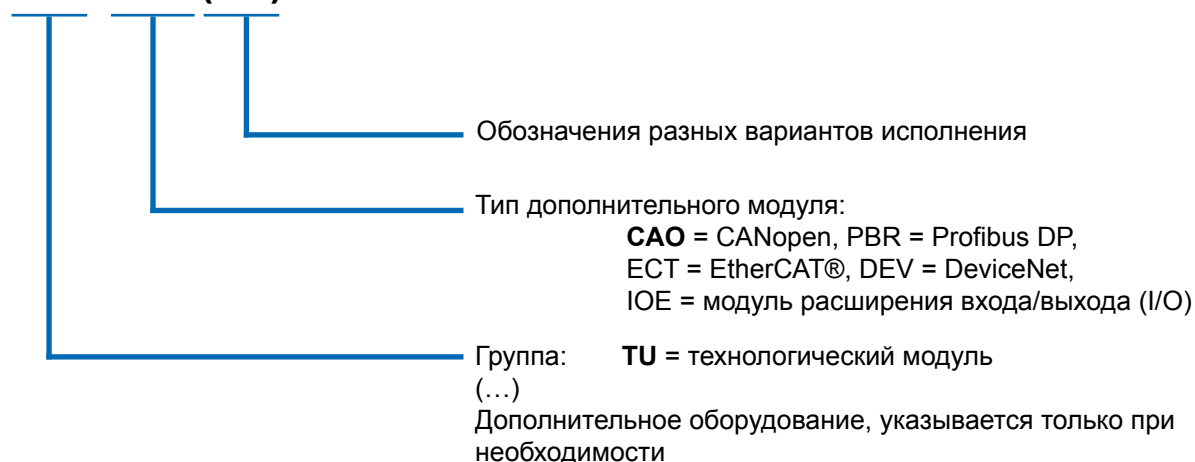 Обозначения разных вариантов исполнения
Тип дополнительного модуля:
CAO = CANopen, PBR = Profibus DP,
ECT = EtherCAT®, DEV = DeviceNet,
IOE = модуль расширения входа/выхода (I/O)
Группа: TU = технологический модуль
(…)
Дополнительное оборудование, указывается только при
необходимости